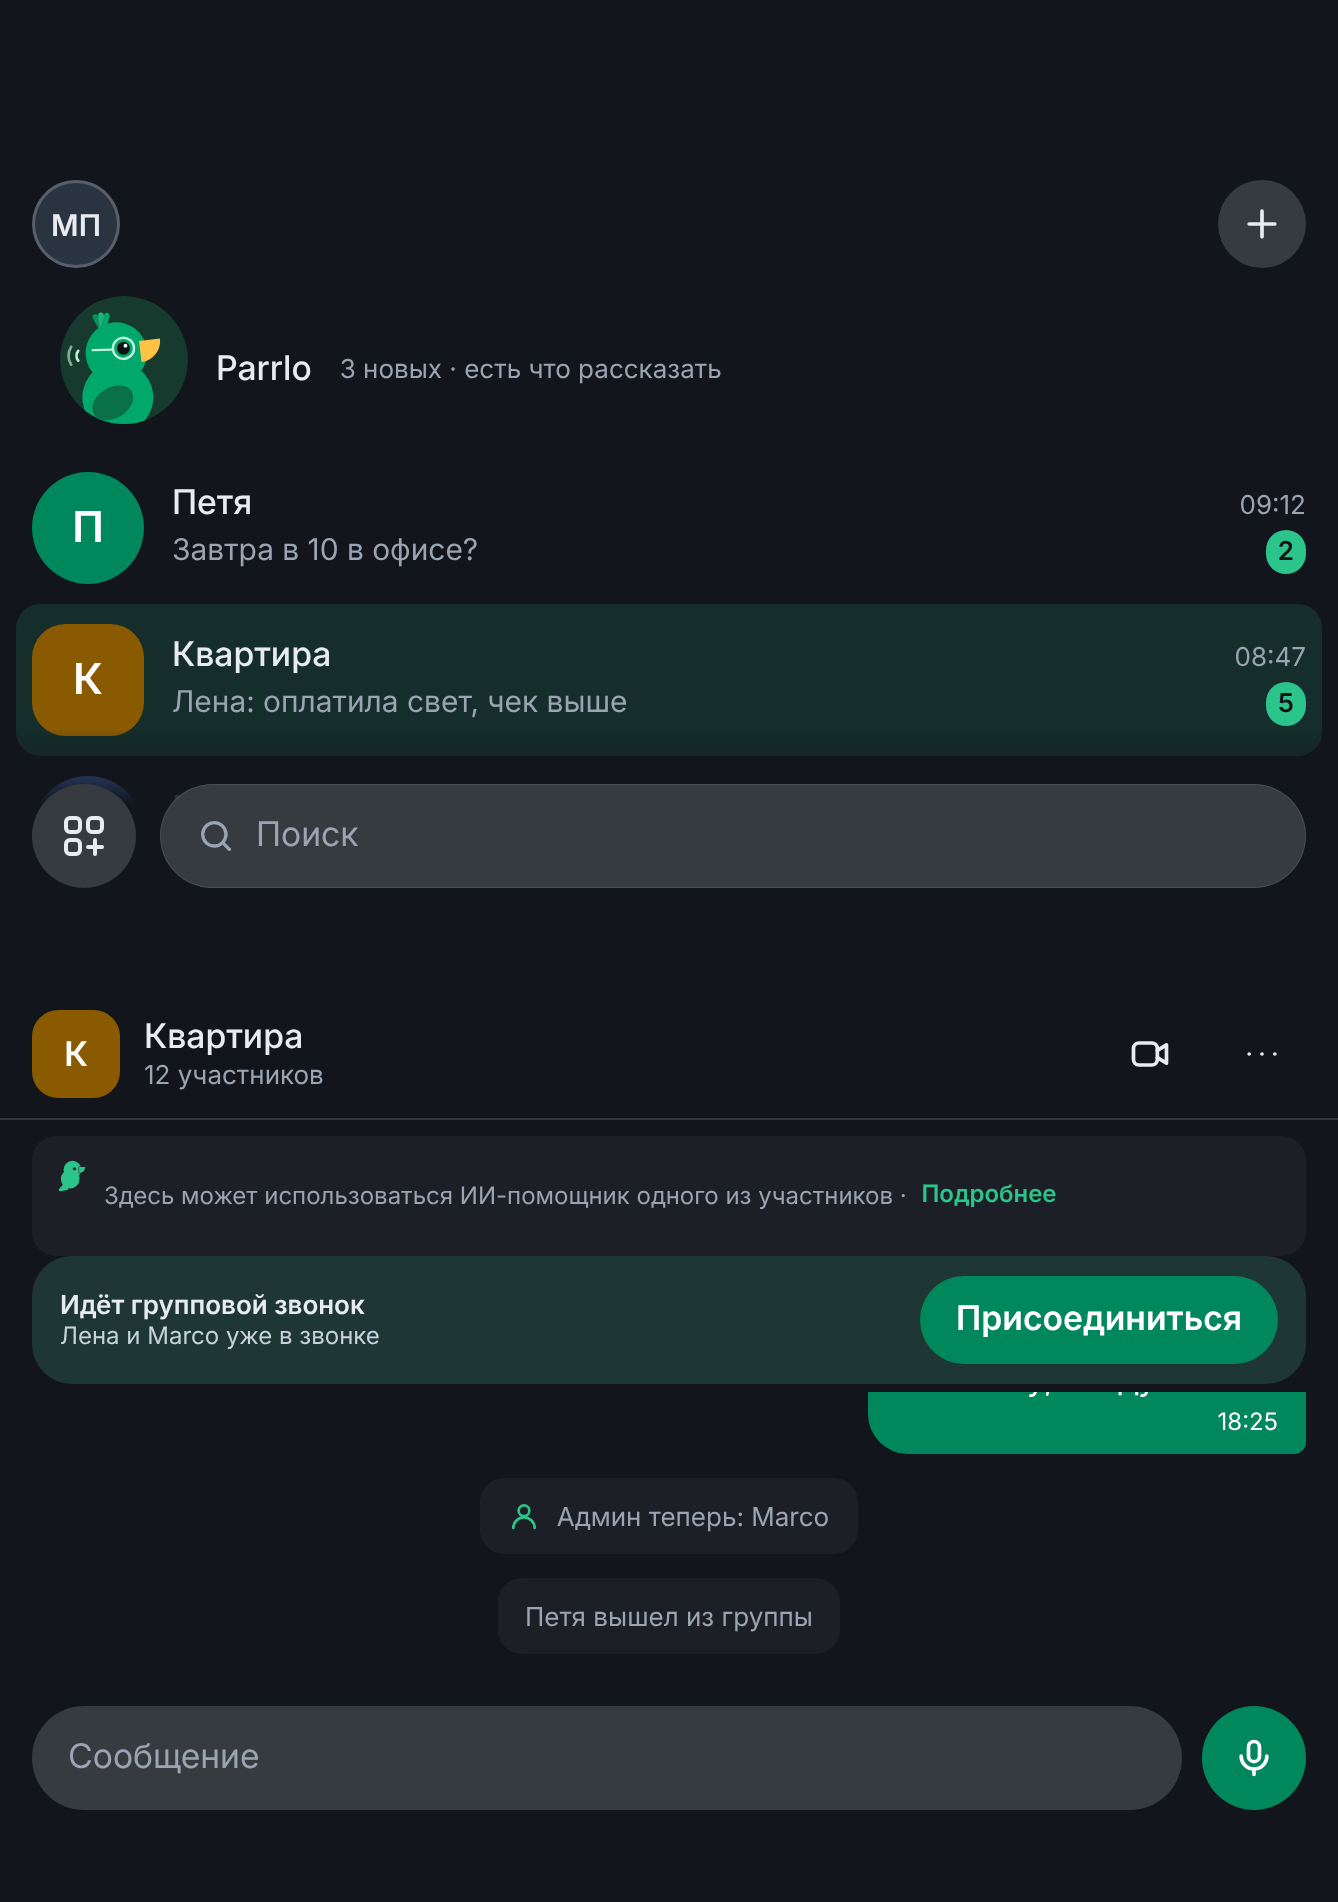 МП
Parrlo 3 новых · есть что рассказать
П
Петя
09:12
Завтра в 10 в офисе?
2
К
Квартира
08:47
Лена: оплатила свет, чек выше
5
Поиск
К
Квартира
12 участников
Здесь может использоваться ИИ-помощник одного из участников · Подробнее
Идёт групповой звонок
Лена и Marco уже в звонке
Присоединиться
18:25
Админ теперь: Marco
Петя вышел из группы
Сообщение